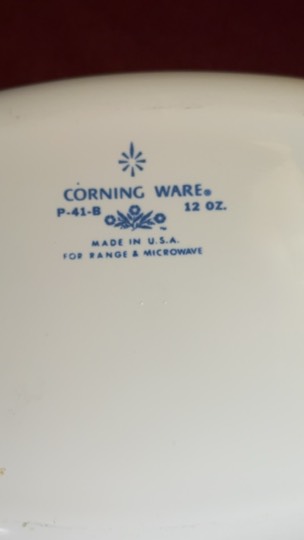 CORNING WARE®
P-41-B 12 OZ.
MADE IN U.S.A.
FOR RANGE & MICROWAVE